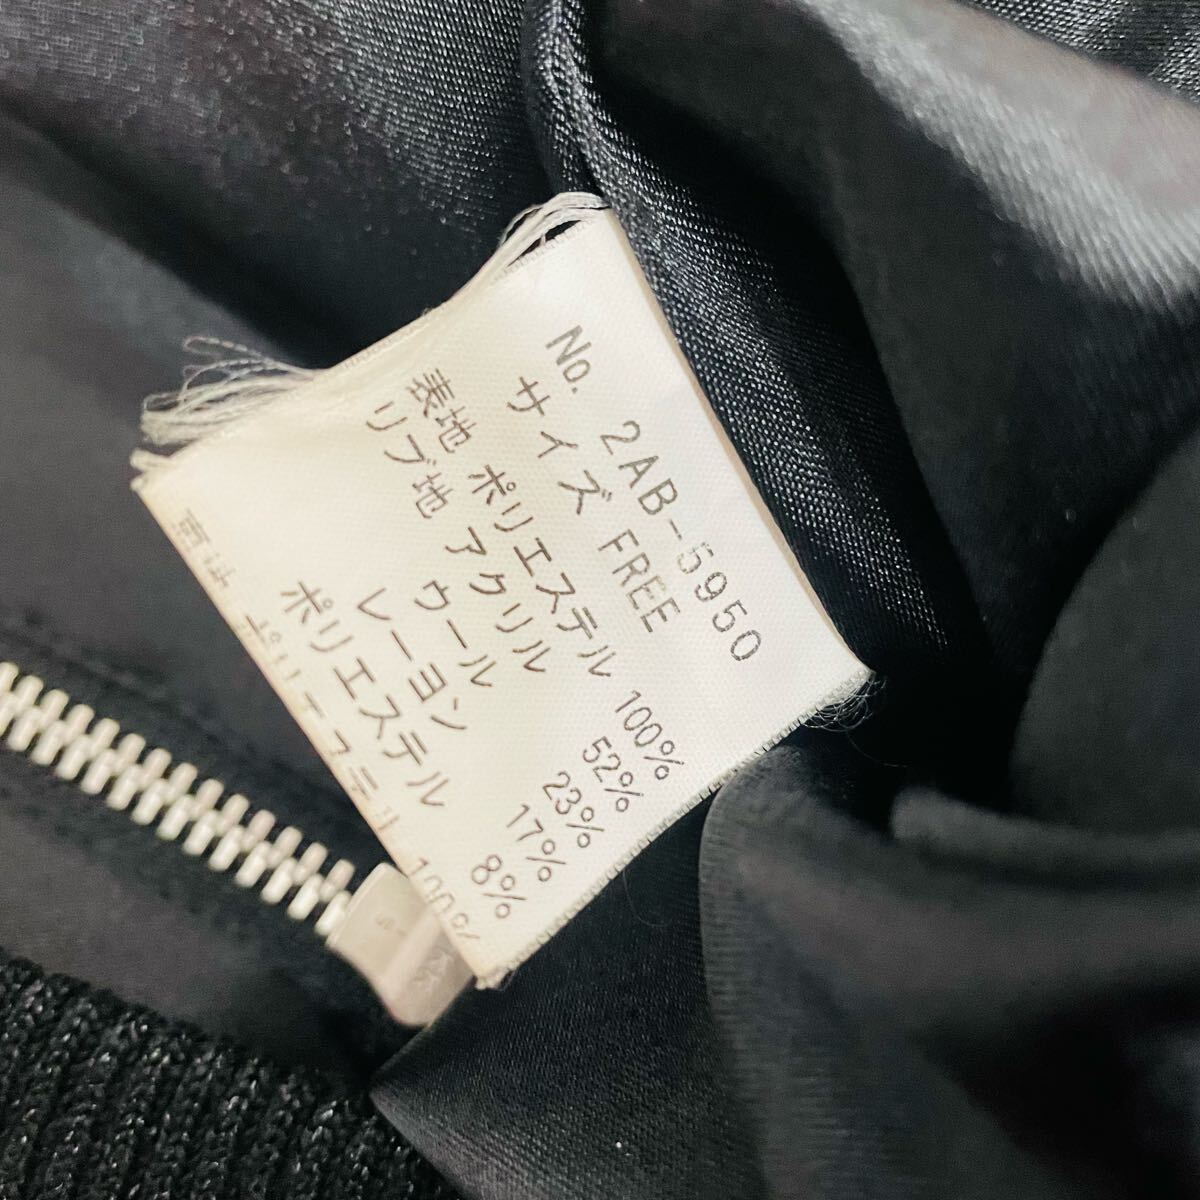 No. 2AB-5950
サイズ FREE
表地 ポリエステル 100%
リブ地 アクリル 52%
ウール 23%
レーヨン 17%
ポリエステル 8%